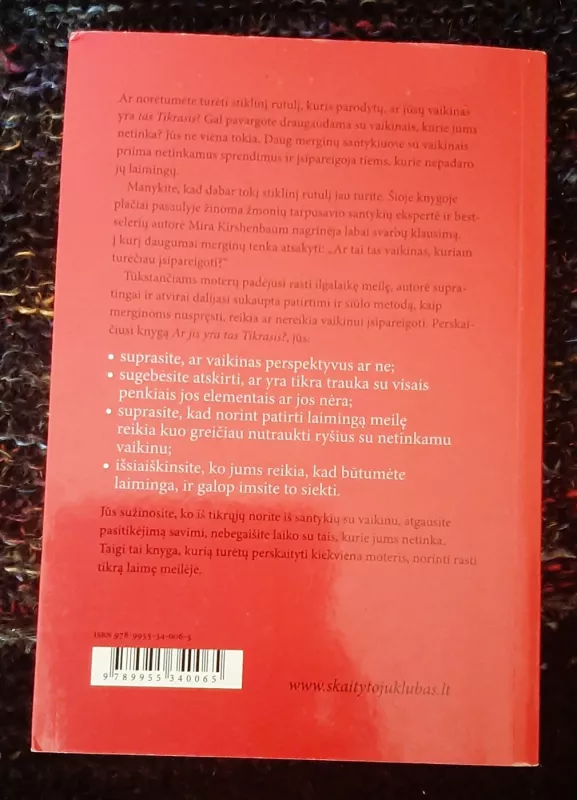 Ar norėtumėte turėti stiklinį rutulį, kuris parodytų, ar jūsų vaikinas
yra tas Tikrasis? Gal pavargote draugaudama su vaikinais, kurie jums
netinka? Jūs ne viena tokia. Daug merginų santykiuose su vaikinais
priima netinkamus sprendimus ir įsipareigoja tiems, kurie nepadaro
jų laimingų.
Manykite, kad dabar tokį stiklinį rutulį jau turite. Šioje knygoje
plačiai pasaulyje žinoma žmonių tarpusavio santykių ekspertė ir best-
selerių autorė Mira Kirshenbaum nagrinėja labai svarbų klausimą,
į kurį daugumai merginų tenka atsakyti: „Ar tai tas vaikinas, kuriam
turėčiau įsipareigoti?“
Tūkstančiams moterų padėjusi rasti ilgalaikę meilę, autorė supra-
tingai ir atvirai dalijasi sukaupta patirtimi ir siūlo metodą, kaip
merginoms nuspręsti, reikia ar nereikia vaikinui įsipareigoti. Perskai-
čiusi knygą Ar jis yra tas Tikrasis?, jūs:
• suprasite, ar vaikinas perspektyvus ar ne;
• sugebėsite atskirti, ar yra tikra trauka su visais
penkiais jos elementais ar jos nėra;
• suprasite, kad norint patirti laimingą meilę
reikia kuo greičiau nutraukti ryšius su netinkamu
vaikinu;
• išsiaiškinsite, ko jums reikia, kad būtumėte
laiminga, ir galop imsite to siekti.
Jūs sužinosite, ko iš tikrųjų norite iš santykių su vaikinu, atgausite
pasitikėjimą savimi, nebegaišite laiko su tais, kurie jums netinka.
Taigi tai knyga, kurią turėtų perskaityti kiekviena moteris, norinti rasti
tikrą laimę meilėje.
ISBN 978-9955-34-006-5
9 789955 340065
www.skaitytojuklubas.lt